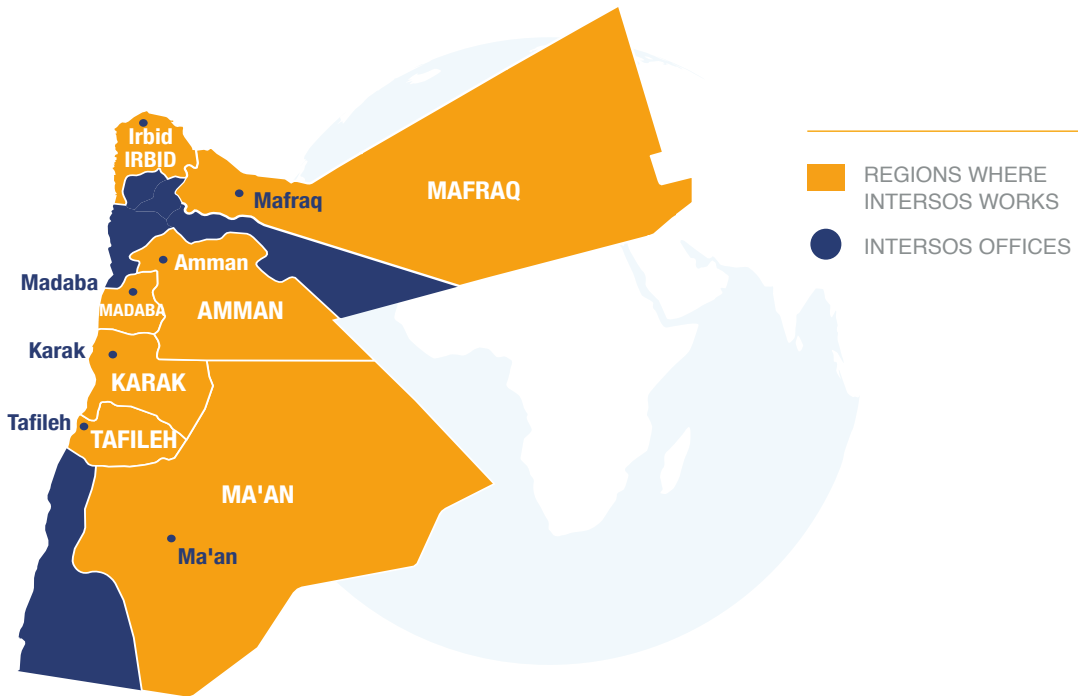 Irbid
IRBID
Mafraq
MAFRAQ
Amman
Madaba
MADABA
AMMAN
Karak
KARAK
Tafileh
TAFILEH
MA'AN
Ma'an
REGIONS WHERE
INTERSOS WORKS
INTERSOS OFFICES